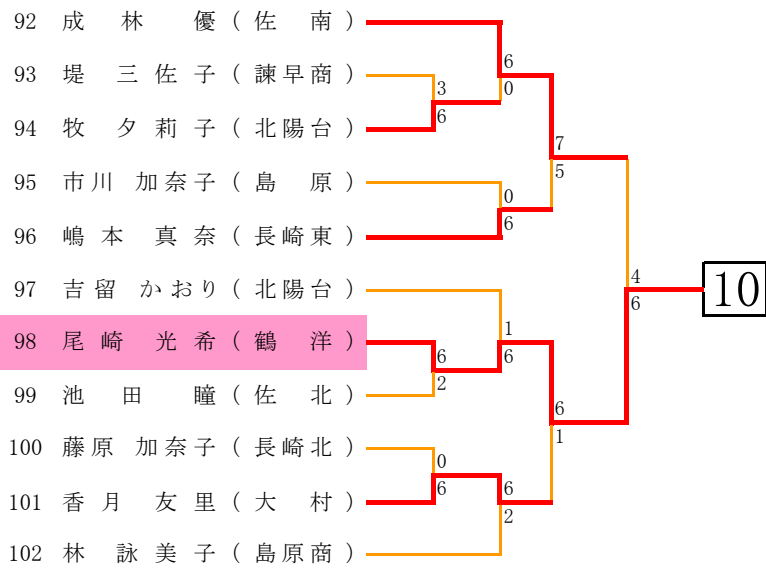 92 成林 優 ( 佐 南 )
6
93 堤 三佐子 ( 諫早商 )
3
0
6
94 牧 夕莉子 ( 北陽台 )
7
5
95 市川 加奈子 ( 島 原 )
0
6
96 嶋本 真奈 ( 長崎東 )
4
97 吉留 かおり ( 北陽台 )
10
6
1
98 尾崎 光希 ( 鶴 洋 )
6
6
2
99 池田 瞳 ( 佐 北 )
6
1
100 藤原 加奈子 ( 長崎北 )
0
6
6
101 香月 友里 ( 大 村 )
2
102 林 詠美子 ( 島原商 )